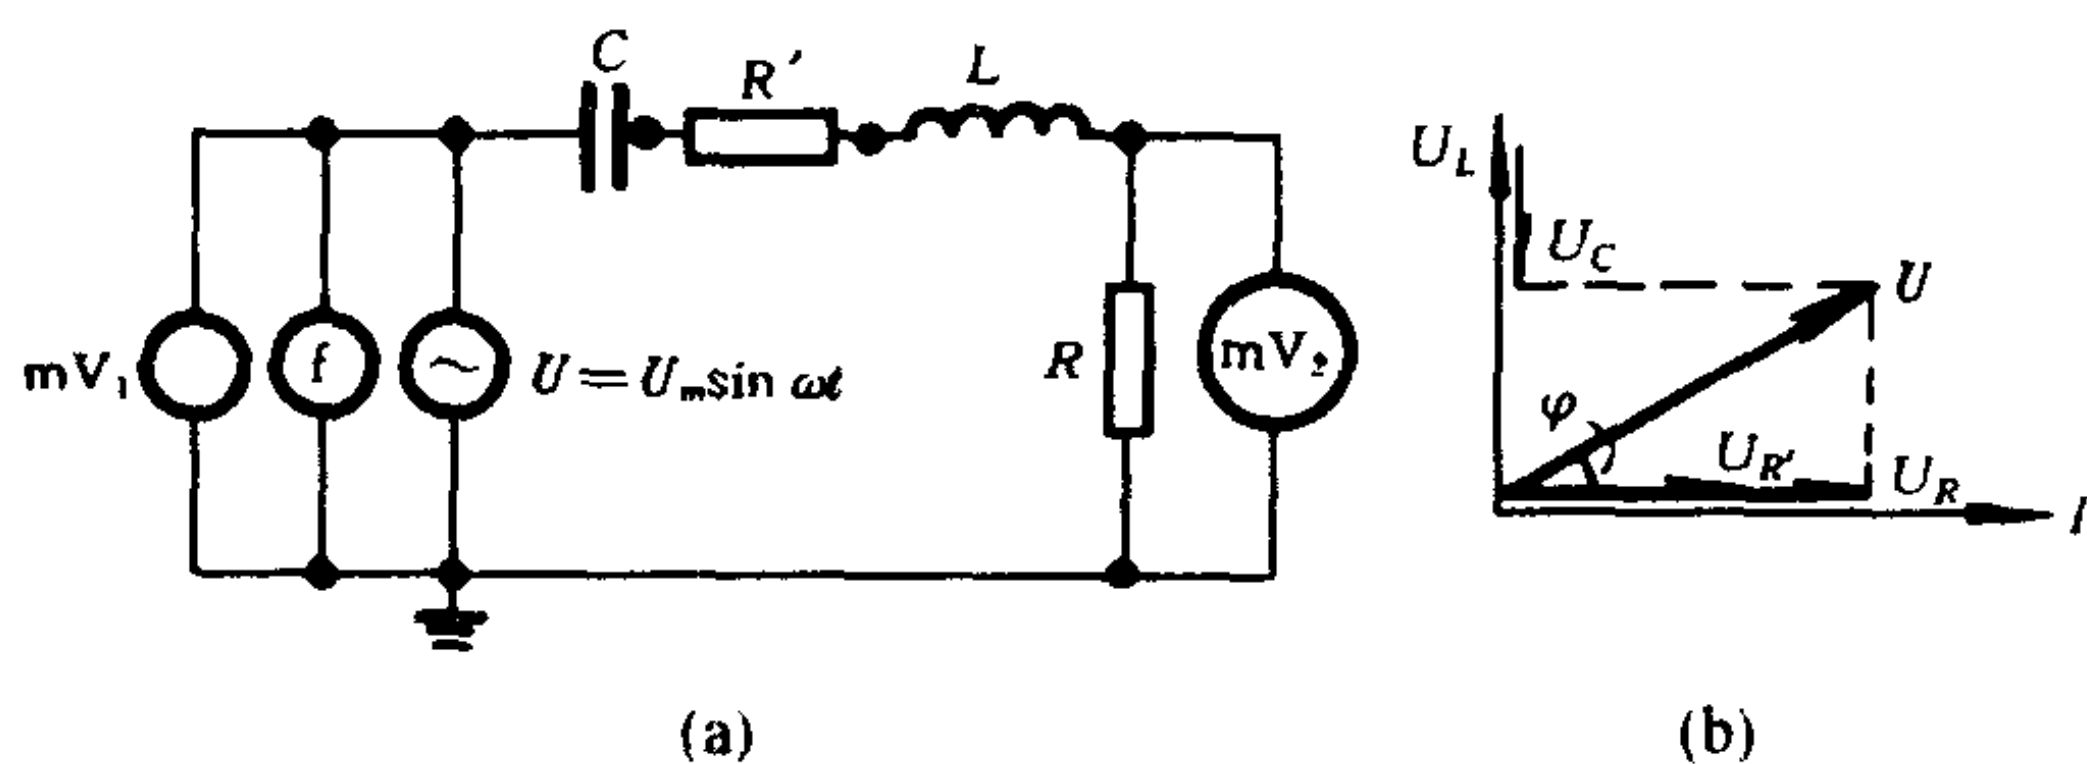 C
R′
L
mV₁
f
~
U = Uₘsin ωt
R
mV₂
(a)
U_L
U_C
U
φ
U_R′
U_R
I
(b)